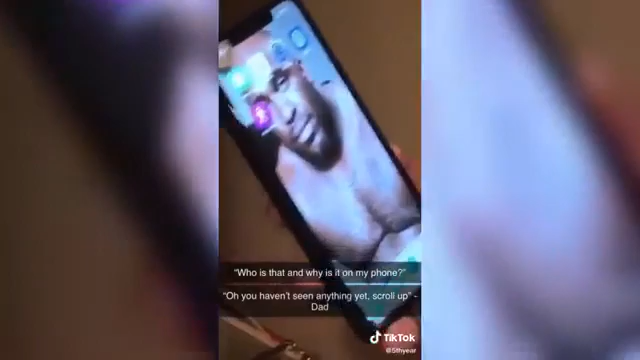 "Who is that and why is it on my phone?"
"Oh you haven't seen anything yet, scroll up" -
Dad
TikTok
@5thyear